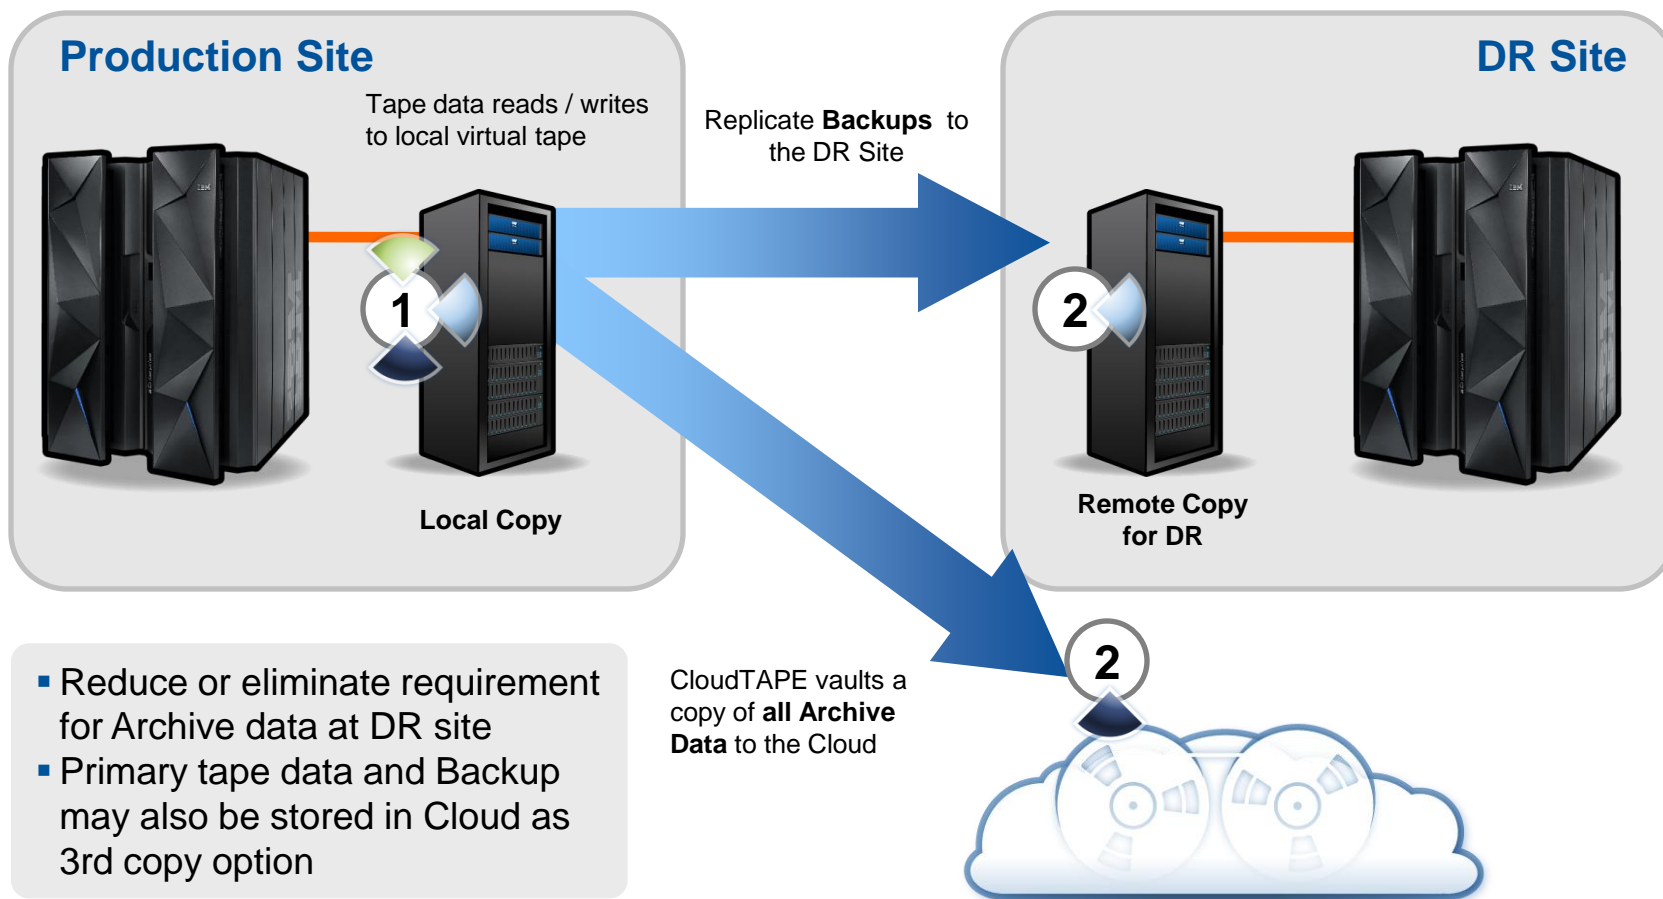 Production Site
Tape data reads / writes
to local virtual tape
IBM
1
Local Copy
Replicate Backups to
the DR Site
DR Site
IBM
2
Remote Copy
for DR
▪ Reduce or eliminate requirement
for Archive data at DR site
▪ Primary tape data and Backup
may also be stored in Cloud as
3rd copy option
CloudTAPE vaults a
copy of all Archive
Data to the Cloud
2